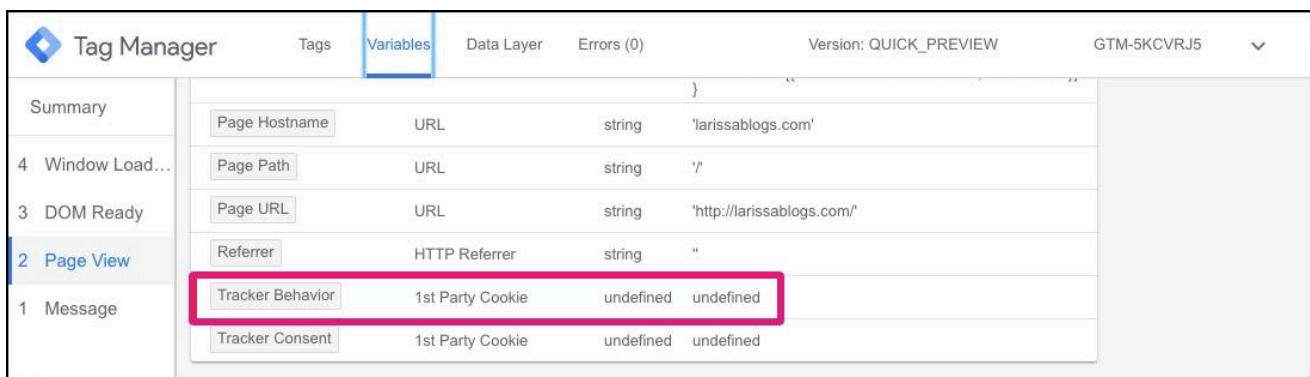 Tag Manager Tags Variables Data Layer Errors (0) Version: QUICK_PREVIEW GTM-5KCVRJ5
Summary
4 Window Load...
3 DOM Ready
2 Page View
1 Message
}
Page Hostname URL string 'larissablogs.com'
Page Path URL string '/'
Page URL URL string 'http://larissablogs.com/'
Referrer HTTP Referrer string ''
Tracker Behavior 1st Party Cookie undefined undefined
Tracker Consent 1st Party Cookie undefined undefined